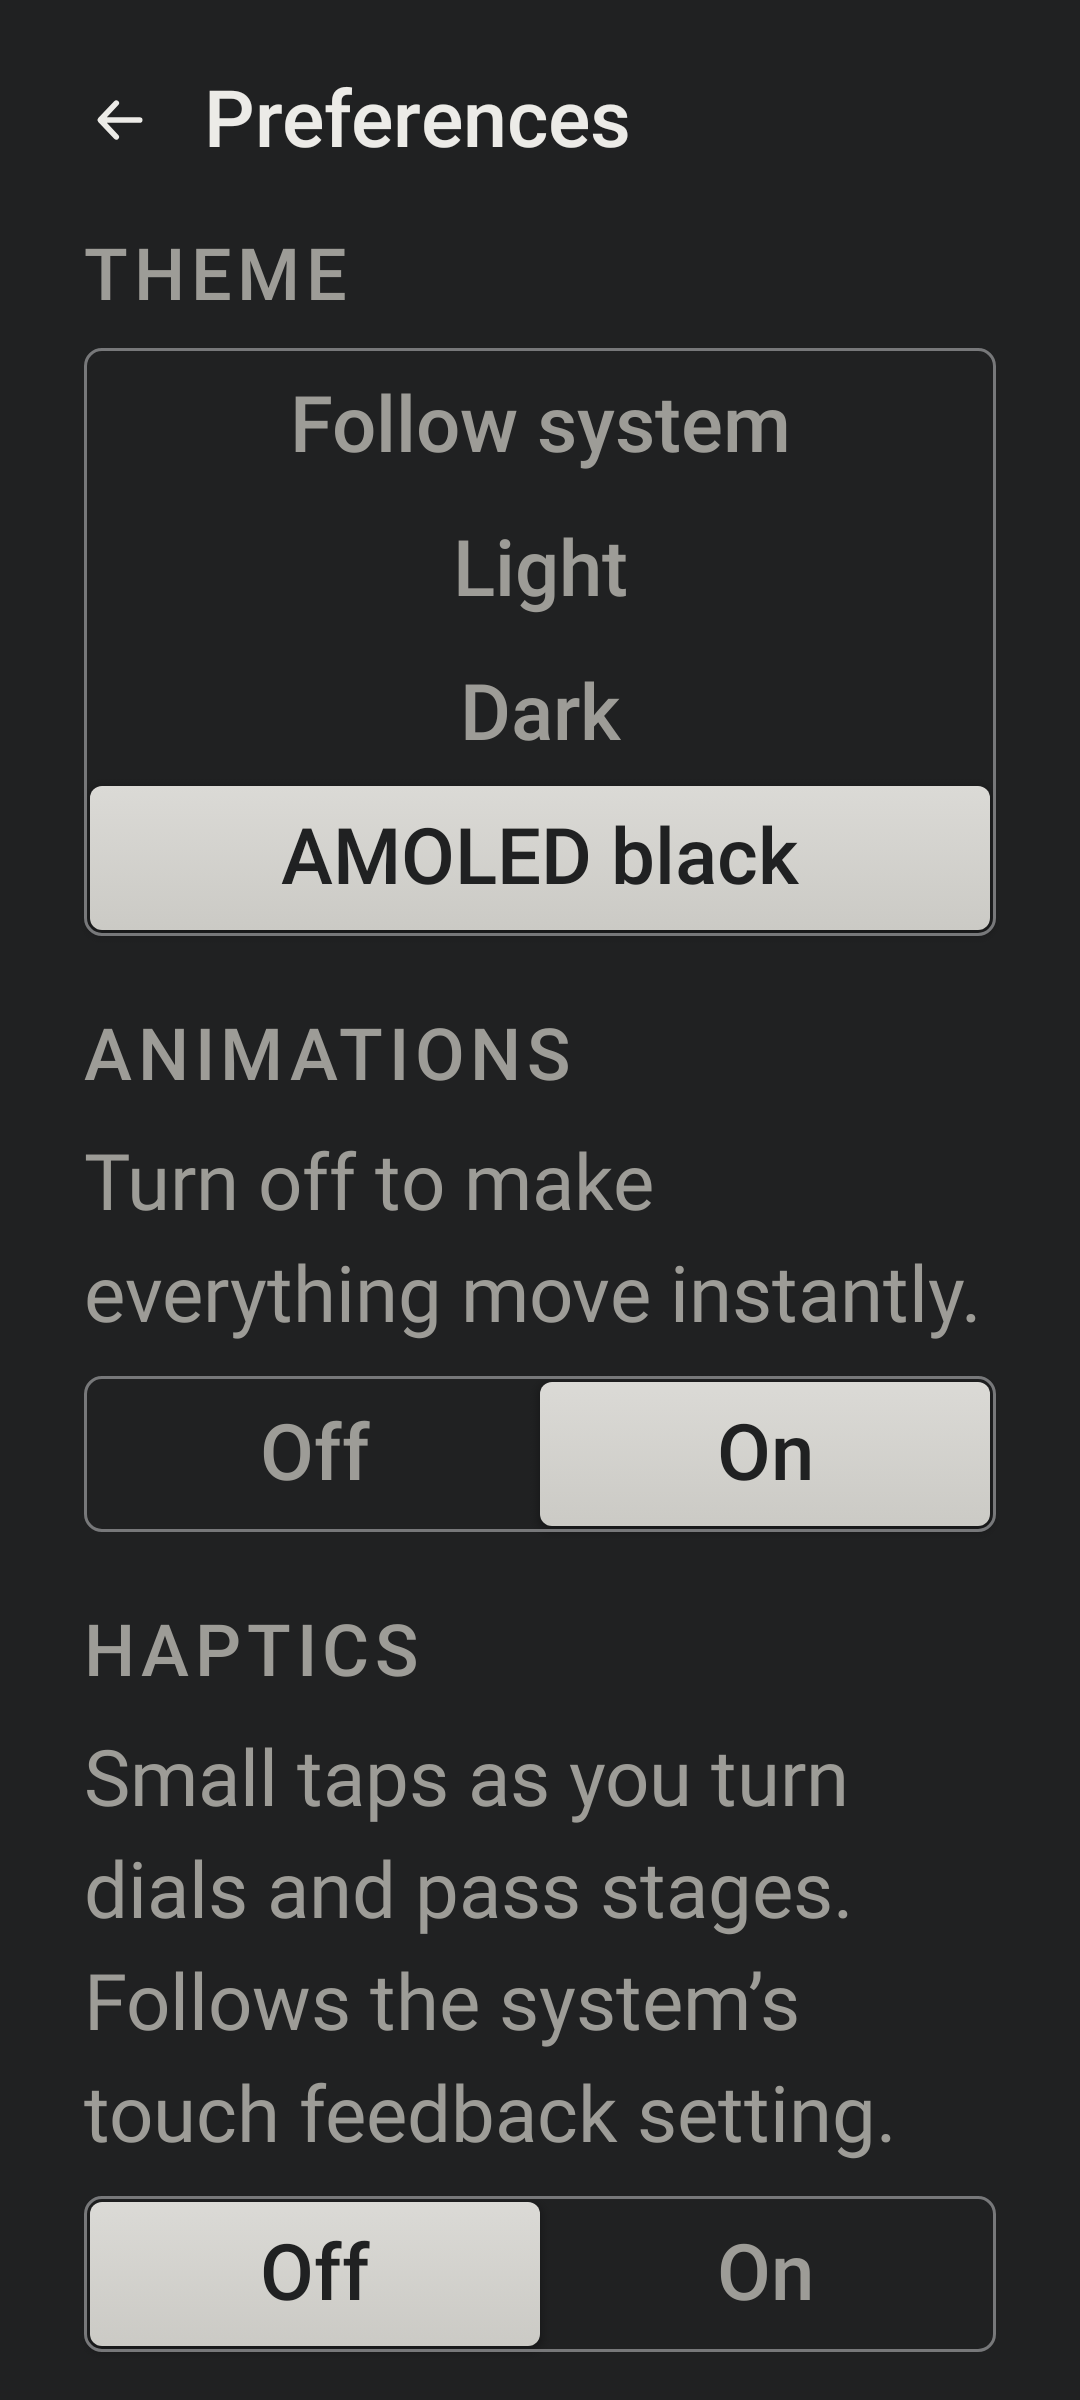 Preferences
THEME
Follow system
Light
Dark
AMOLED black
ANIMATIONS
Turn off to make
everything move instantly.
Off On
HAPTICS
Small taps as you turn
dials and pass stages.
Follows the system’s
touch feedback setting.
Off On